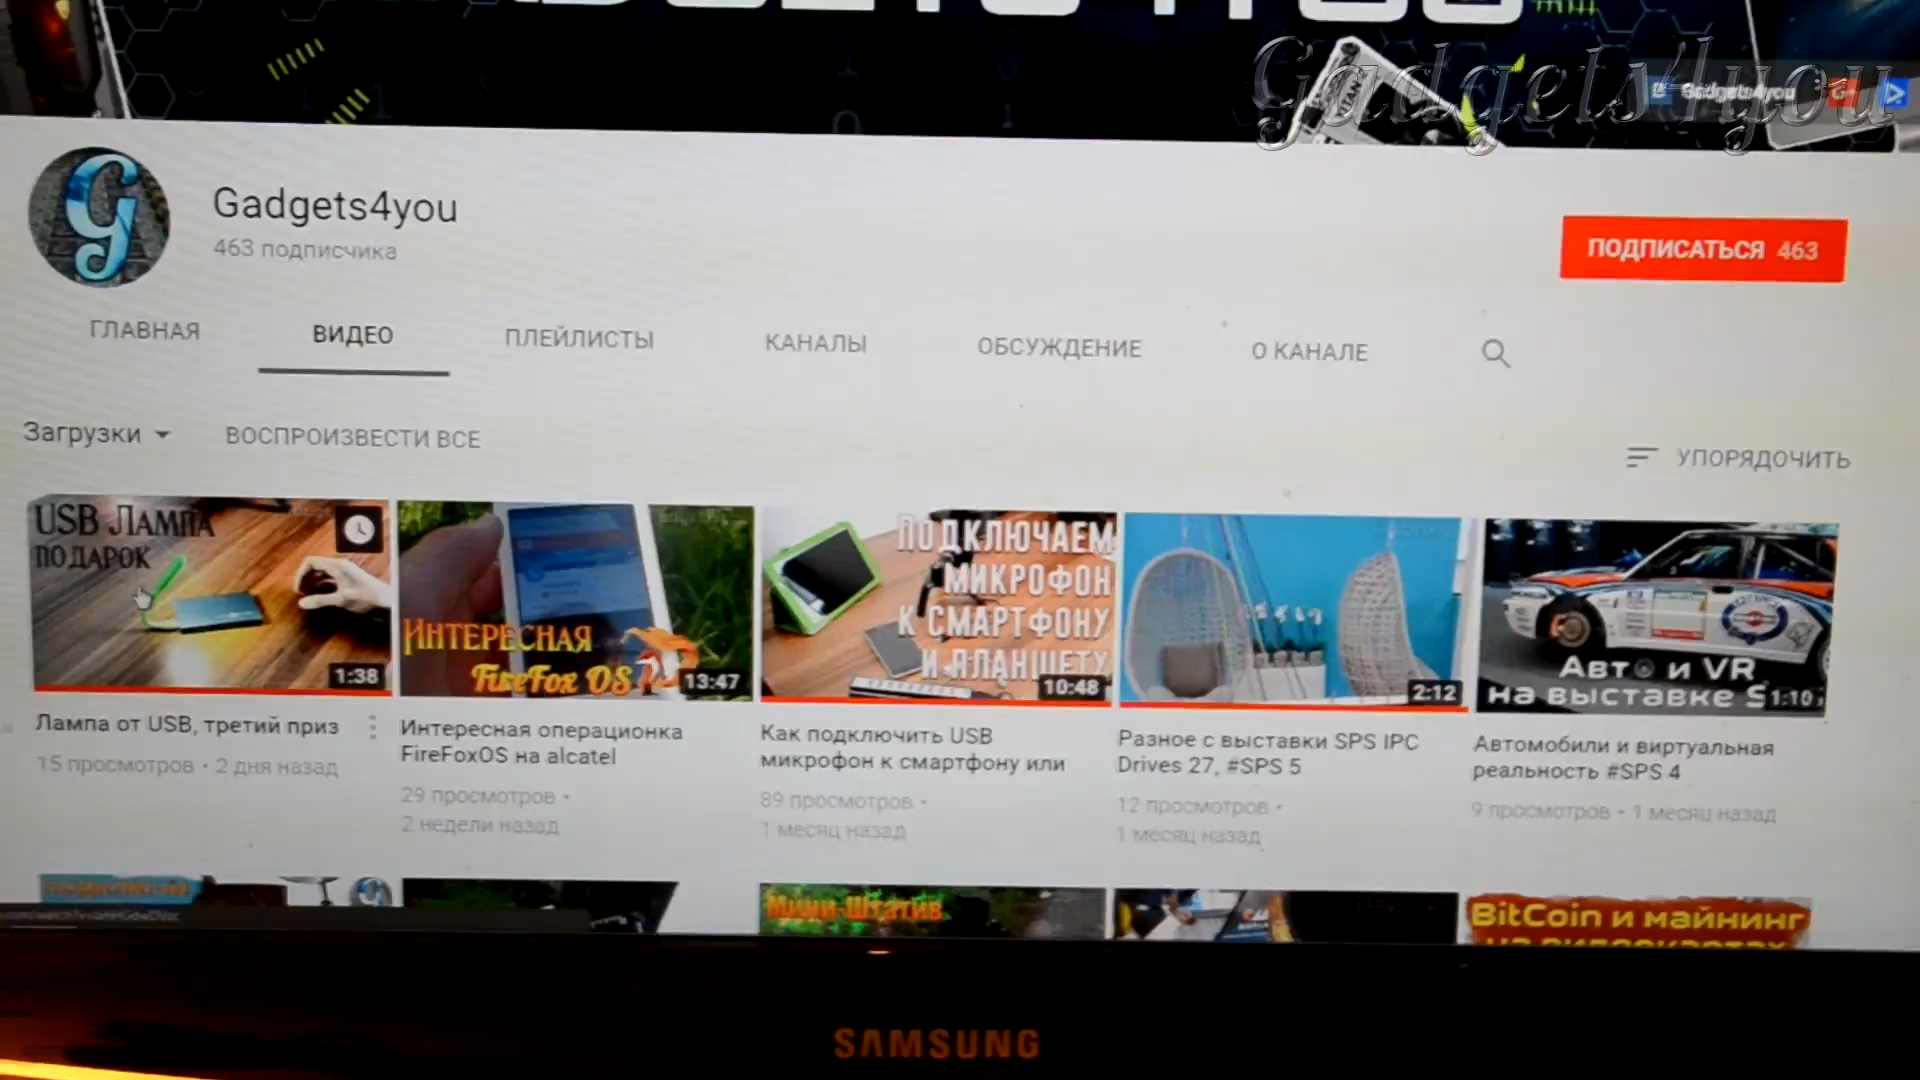 Gadgets4you
Gadgets4you
Gadgets4you
463 подписчика
ПОДПИСАТЬСЯ 463
ГЛАВНАЯ ВИДЕО ПЛЕЙЛИСТЫ КАНАЛЫ ОБСУЖДЕНИЕ О КАНАЛЕ
Загрузки ВОСПРОИЗВЕСТИ ВСЕ УПОРЯДОЧИТЬ
USB ЛАМПА
ПОДАРОК
1:38
ИНТЕРЕСНАЯ
FIREFOX OS
13:47
ПОДКЛЮЧАЕМ
МИКРОФОН
К СМАРТФОНУ
И ПЛАНШЕТУ
10:48
2:12
Авто и VR
на выставке S
1:10
Лампа от USB, третий приз
15 просмотров • 2 дня назад
Интересная операционка
FireFoxOS на alcatel
29 просмотров •
2 недели назад
Как подключить USB
микрофон к смартфону или
89 просмотров •
1 месяц назад
Разное с выставки SPS IPC
Drives 27, #SPS 5
12 просмотров •
1 месяц назад
Автомобили и виртуальная
реальность #SPS 4
9 просмотров • 1 месяц назад
Мини-Штатив
BitCoin и майнинг
на видеокартах
SAMSUNG